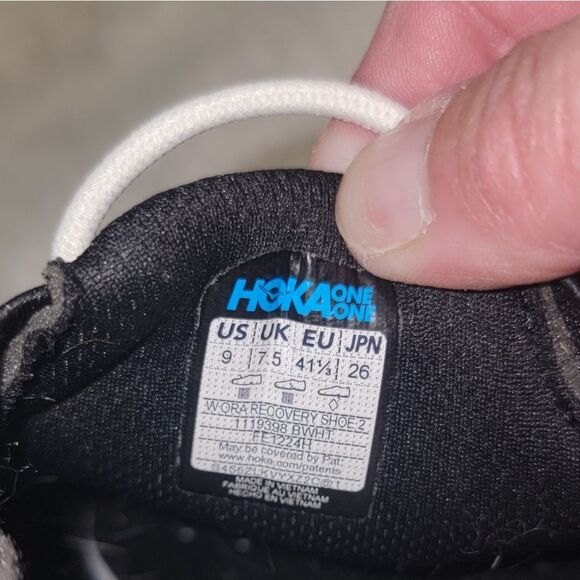 HOKA ONE ONE
US UK EU JPN
9 7.5 41⅓ 26
W ORA RECOVERY SHOE 2
1119398 BWHT
FE1224H
May be covered by Pat
www.hoka.com/patents
MADE IN VIETNAM
FABRIQUÉ AU VIETNAM
HECHO EN VIETNAM